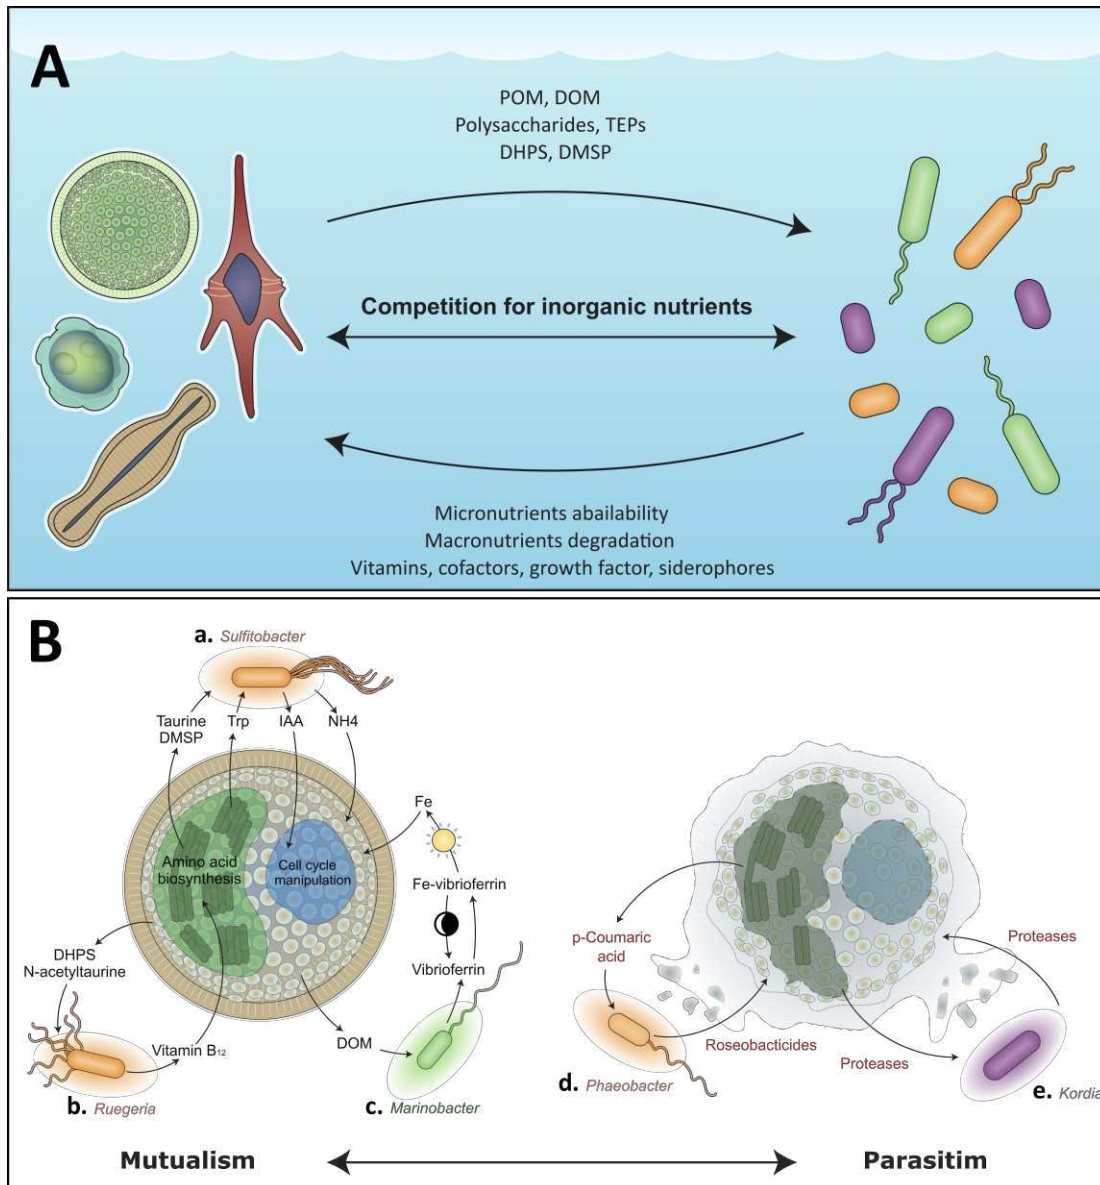 A
POM, DOM
Polysaccharides, TEPs
DHPS, DMSP
Competition for inorganic nutrients
Micronutrients abailability
Macronutrients degradation
Vitamins, cofactors, growth factor, siderophores
B
a. Sulfitobacter
Taurine
DMSP
Trp
IAA
NH4
Amino acid
biosynthesis
Cell cycle
manipulation
Fe
Fe-vibrioferrin
Vibrioferrin
DHPS
N-acetyltaurine
Vitamin B12
DOM
b. Ruegeria
c. Marinobacter
p-Coumaric
acid
Roseobacticides
Proteases
Proteases
d. Phaeobacter
e. Kordia
Mutualism
Parasitim